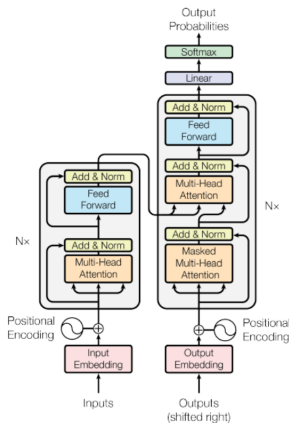 Output
Probabilities
Softmax
Linear
Add & Norm
Feed
Forward
Add & Norm
Multi-Head
Attention
Add & Norm
Masked
Multi-Head
Attention
Nx
Add & Norm
Feed
Forward
Add & Norm
Multi-Head
Attention
Nx
Positional
Encoding
Positional
Encoding
Input
Embedding
Output
Embedding
Inputs
Outputs
(shifted right)